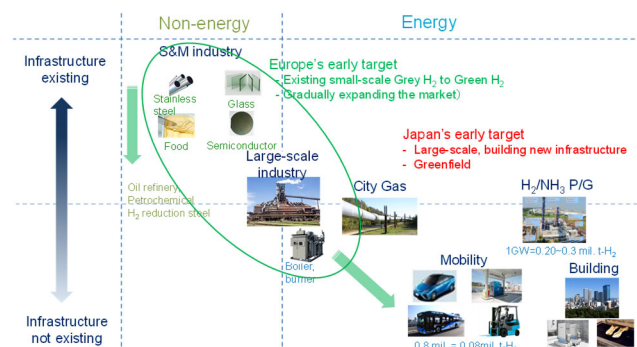 Non-energy
Energy
Infrastructure
existing
S&M industry
Stainless
steel
Glass
Food
Semiconductor
Europe's early target
- Existing small-scale Grey H₂ to Green H₂
- Gradually expanding the market）
Japan's early target
- Large-scale, building new infrastructure
- Greenfield
Large-scale
industry
Oil refinery
Petrochemical
H₂ reduction steel
City Gas
H₂/NH₃ P/G
1GW=0.20~0.3 mil. t-H₂
Boiler,
burner
Mobility
Building
0.8 mil. = 0.08mil. t-H₂
Infrastructure
not existing